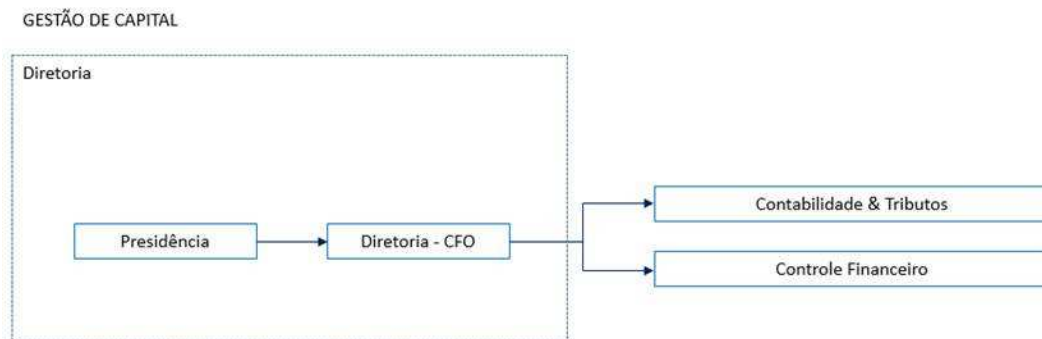 GESTÃO DE CAPITAL
Diretoria
Presidência
Diretoria - CFO
Contabilidade & Tributos
Controle Financeiro